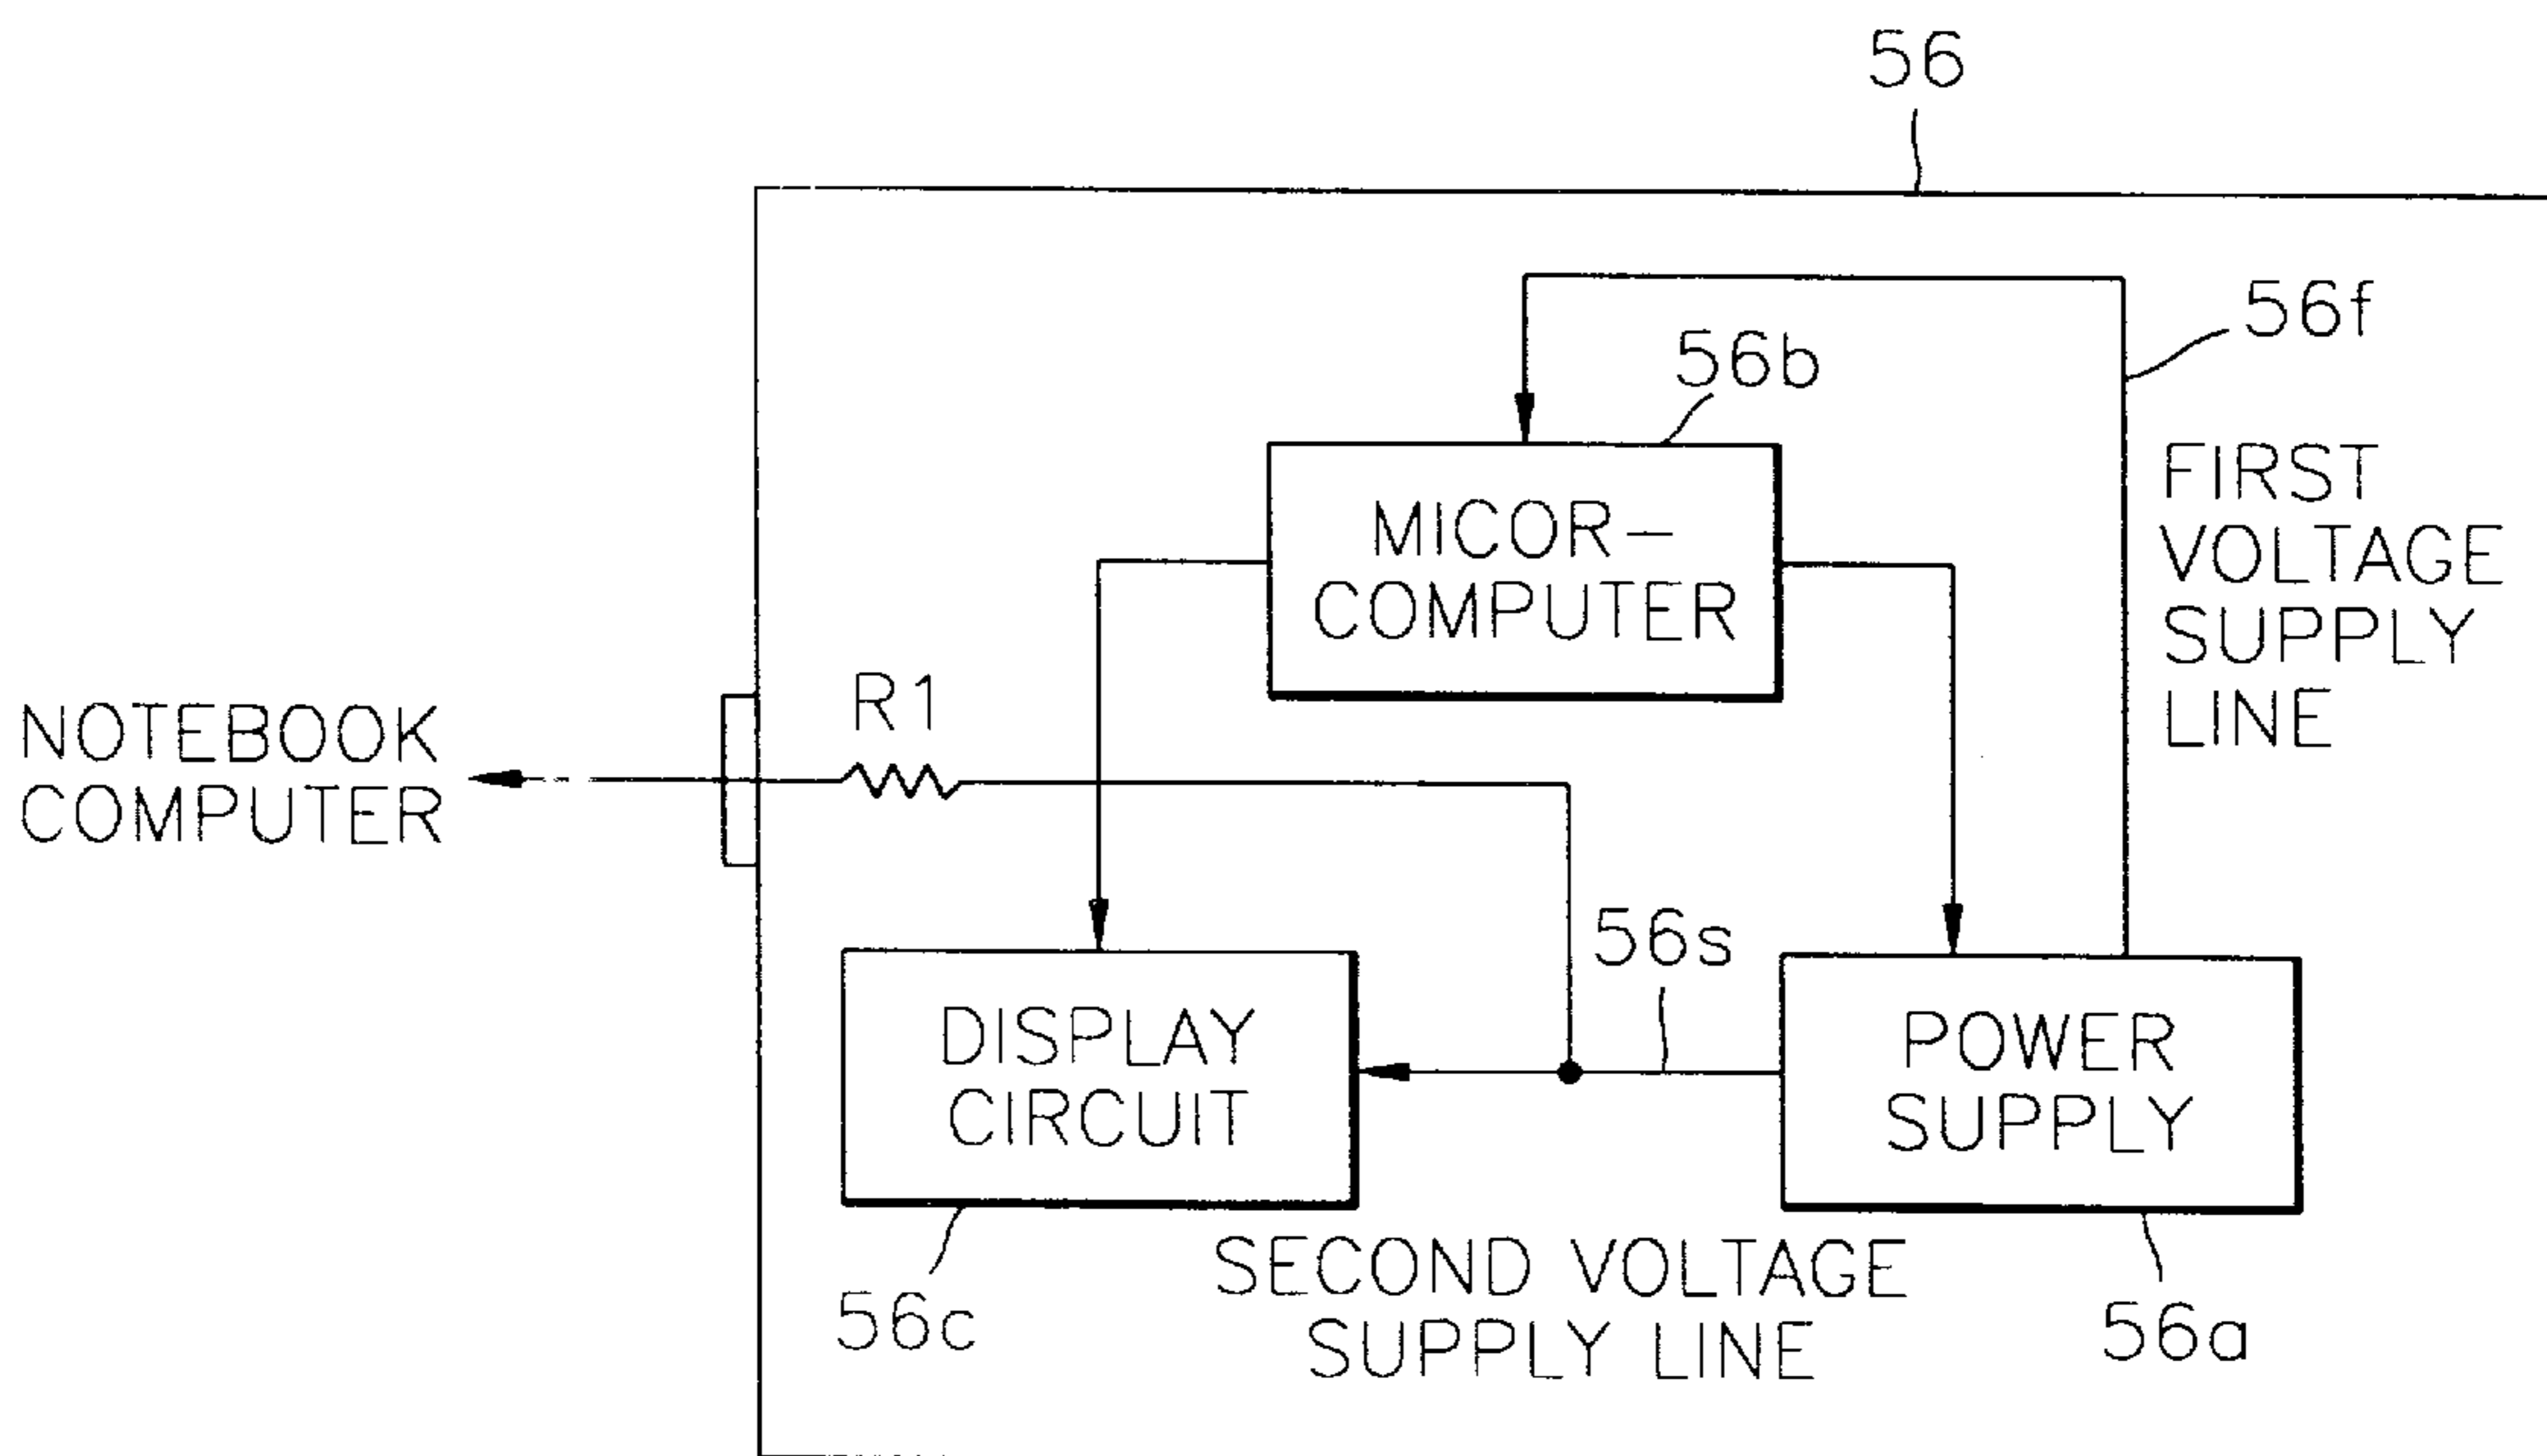 56
56f
56b
FIRST
VOLTAGE
SUPPLY
LINE
MICOR-
COMPUTER
R1
NOTEBOOK
COMPUTER
56s
DISPLAY
CIRCUIT
POWER
SUPPLY
SECOND VOLTAGE
SUPPLY LINE
56c
56a